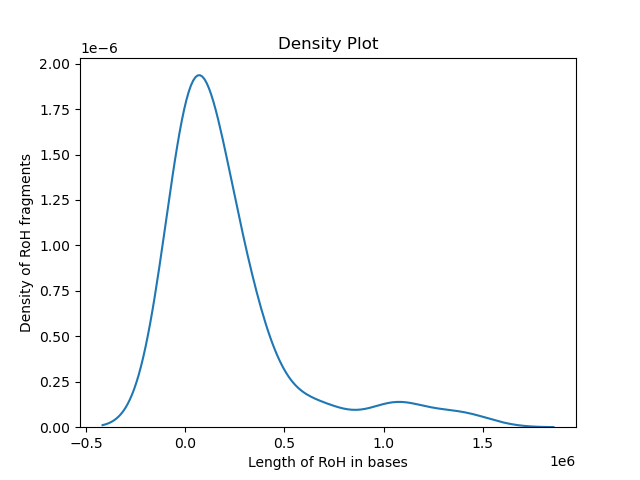 Density Plot
1e−6
2.00
1.75
1.50
1.25
1.00
0.75
0.50
0.25
0.00
Density of RoH fragments
−0.5 0.0 0.5 1.0 1.5
1e6
Length of RoH in bases